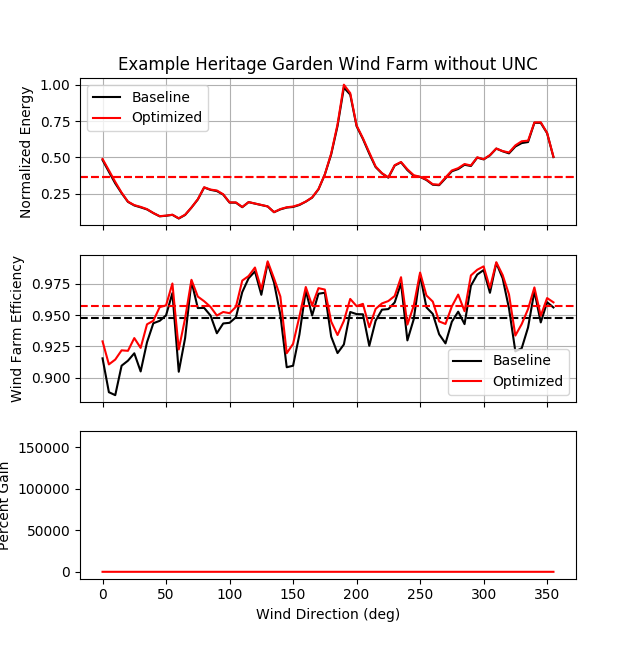 Example Heritage Garden Wind Farm without UNC
Normalized Energy
1.00
0.75
0.50
0.25
Baseline
Optimized
Wind Farm Efficiency
0.975
0.950
0.925
0.900
Baseline
Optimized
Percent Gain
150000
100000
50000
0
0 50 100 150 200 250 300 350
Wind Direction (deg)